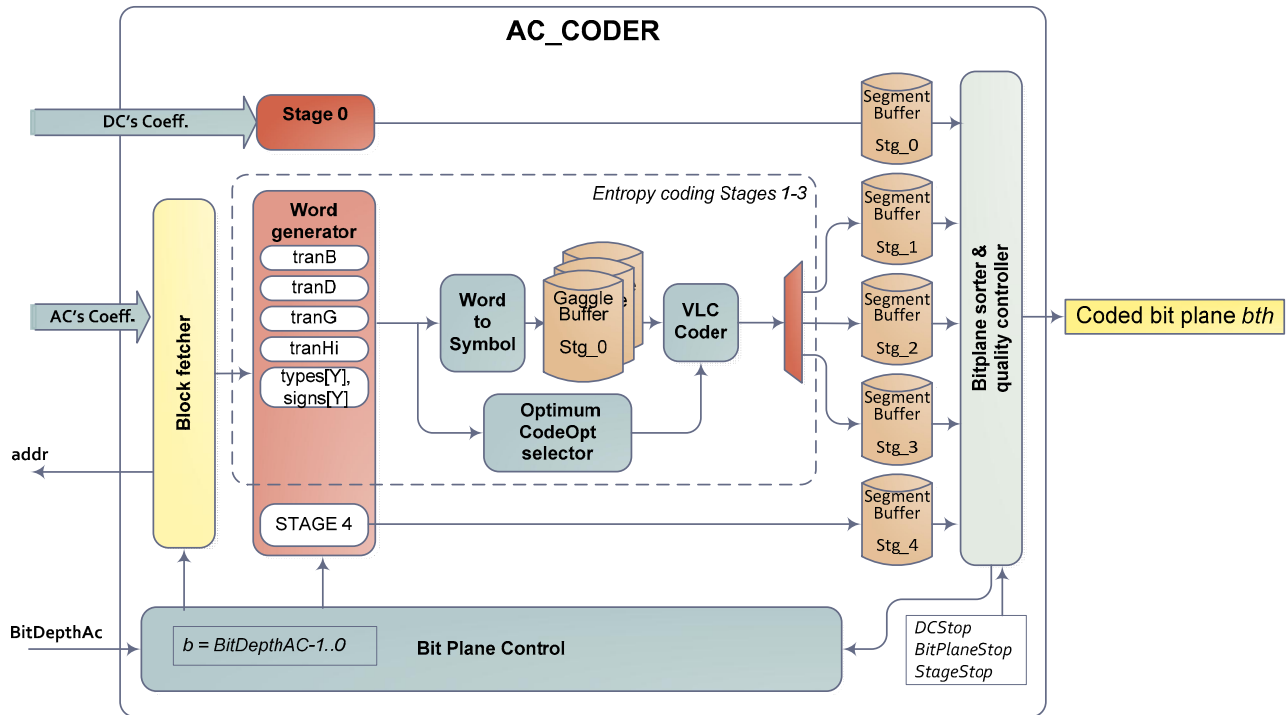 AC_CODER
DC's Coeff.
Stage 0
Segment
Buffer
Stg_0
Entropy coding Stages 1-3
Segment
Buffer
Stg_1
Block fetcher
Word
generator
tranB
tranD
tranG
tranHi
types[Y],
signs[Y]
STAGE 4
AC's Coeff.
Word
to
Symbol
Gaggle
Buffer
Stg_0
VLC
Coder
Optimum
CodeOpt
selector
Segment
Buffer
Stg_2
Segment
Buffer
Stg_3
Segment
Buffer
Stg_4
Bitplane sorter &
quality controller
Coded bit plane bth
addr
BitDepthAc
b = BitDepthAC-1..0
Bit Plane Control
DCStop
BitPlaneStop
StageStop